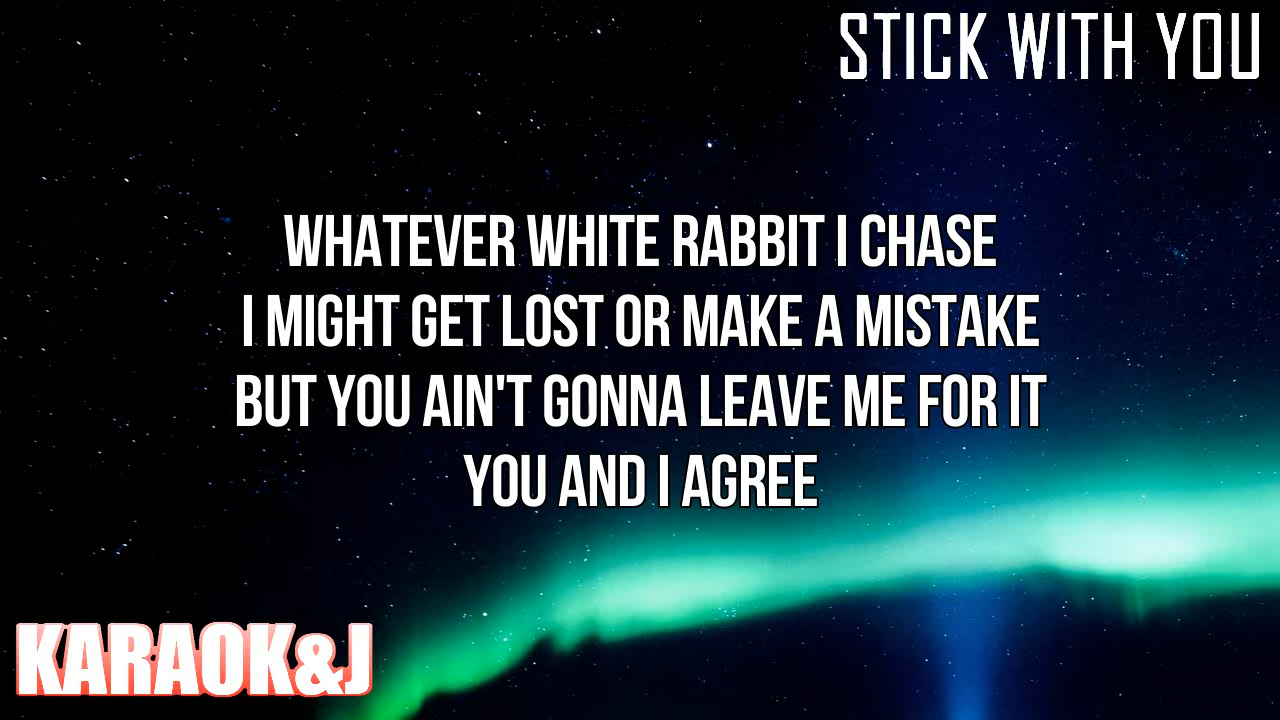 STICK WITH YOU
WHATEVER WHITE RABBIT I CHASE
I MIGHT GET LOST OR MAKE A MISTAKE
BUT YOU AIN'T GONNA LEAVE ME FOR IT
YOU AND I AGREE
KARAOK&J